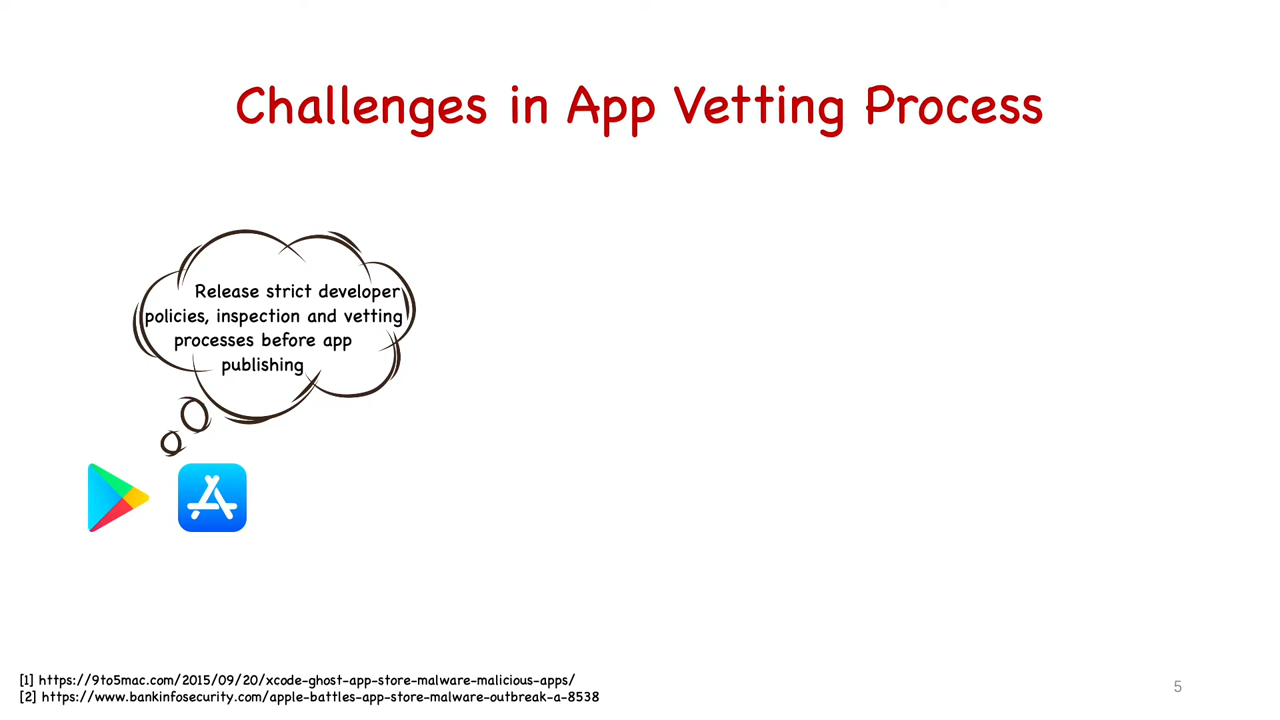 Challenges in App Vetting Process
Release strict developer
policies, inspection and vetting
processes before app
publishing
[1] https://9to5mac.com/2015/09/20/xcode-ghost-app-store-malware-malicious-apps/
[2] https://www.bankinfosecurity.com/apple-battles-app-store-malware-outbreak-a-8538
5